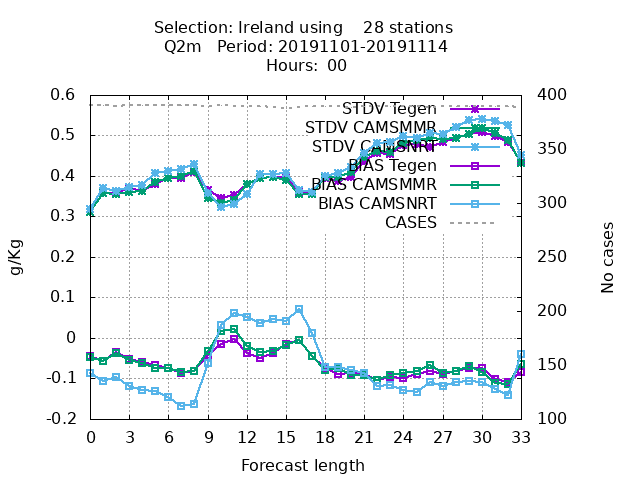 Selection: Ireland using    28 stations
Q2m   Period: 20191101-20191114
Hours: 00
STDV Tegen
STDV CAMSMMR
STDV CAMSNRT
BIAS Tegen
BIAS CAMSMMR
BIAS CAMSNRT
CASES
0.6
0.5
0.4
0.3
0.2
0.1
0
-0.1
-0.2
g/Kg
400
350
300
250
200
150
100
No cases
0 3 6 9 12 15 18 21 24 27 30 33
Forecast length